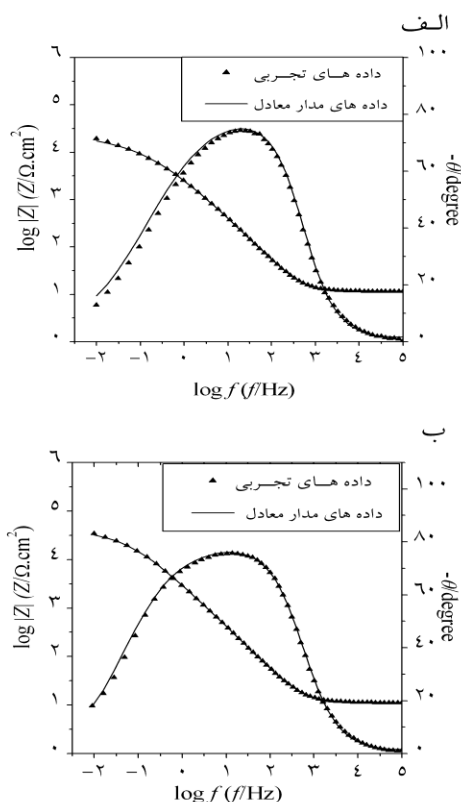 الف
داده های تجربی
داده های مدار معادل
log |Z| (Z/Ω.cm²)
٦
٥
٤
٣
٢
١
٠
-θ/degree
١٠٠
٨٠
٦٠
٤٠
٢٠
٠
−٢ −١ ٠ ١ ٢ ٣ ٤ ٥
log f (f/Hz)
ب
داده های تجربی
داده های مدار معادل
log |Z| (Z/Ω.cm²)
٦
٥
٤
٣
٢
١
٠
-θ/degree
١٠٠
٨٠
٦٠
٤٠
٢٠
٠
−٢ −١ ٠ ١ ٢ ٣ ٤ ٥
log f (f/Hz)